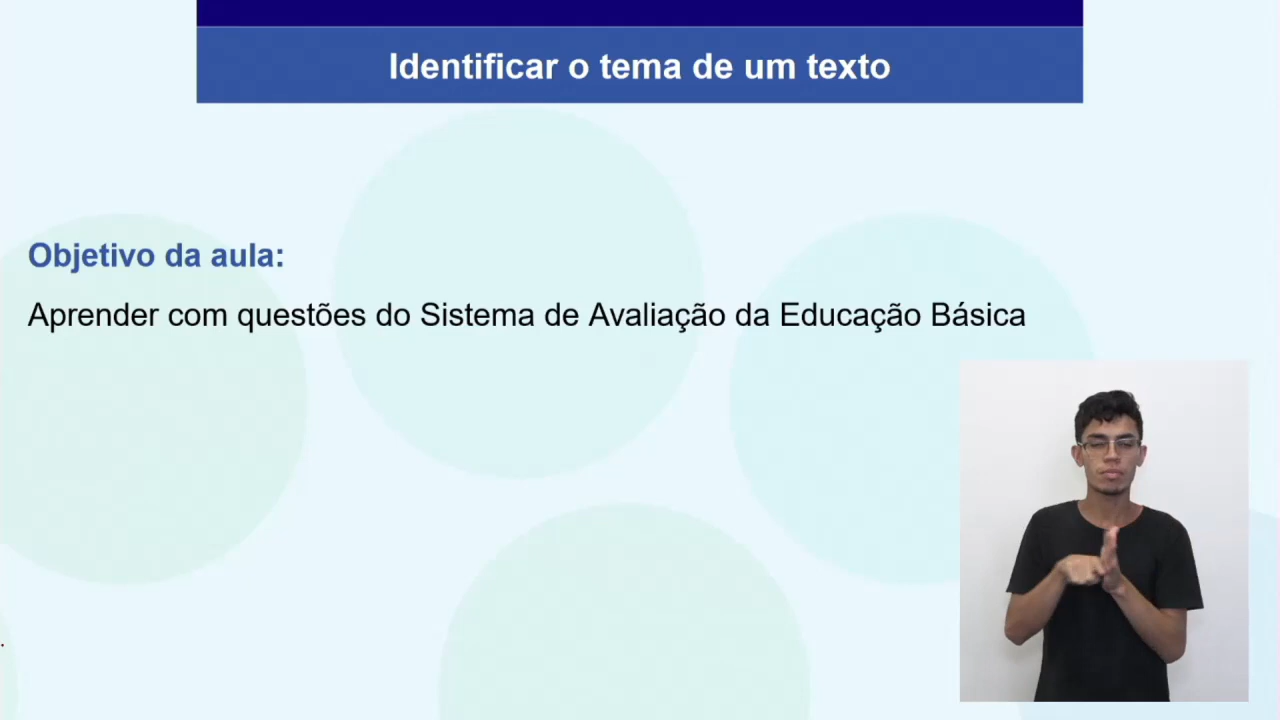 Identificar o tema de um texto
Objetivo da aula:
Aprender com questões do Sistema de Avaliação da Educação Básica